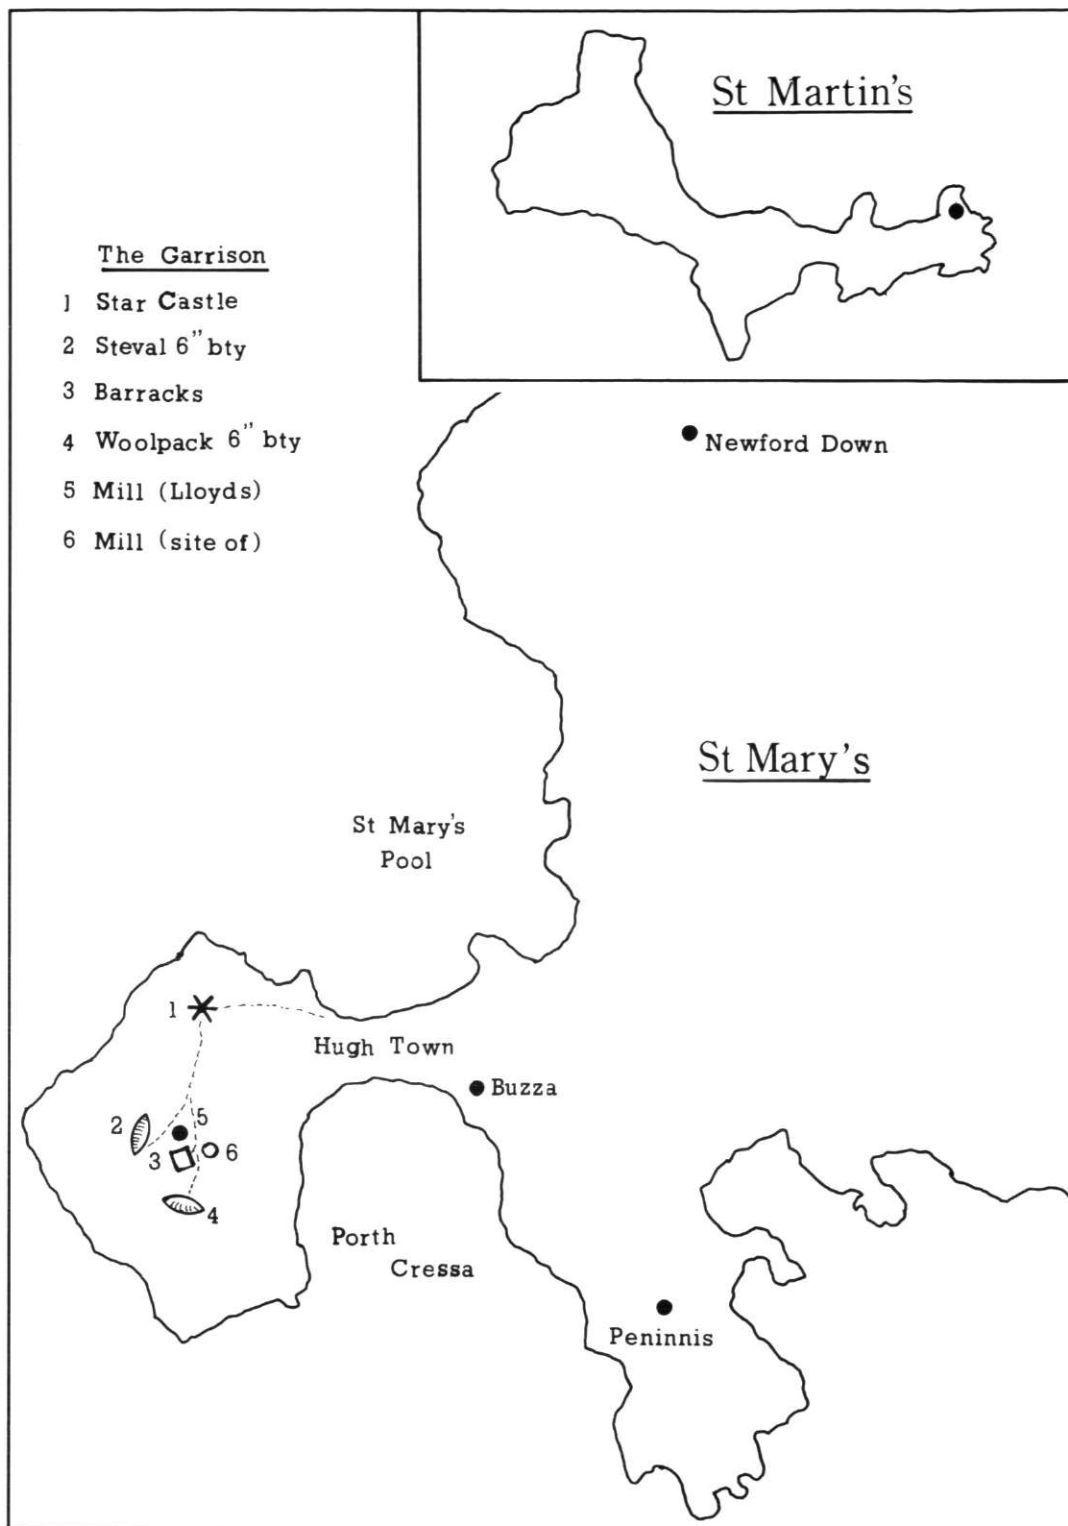 St Martin's
The Garrison
1 Star Castle
2 Steval 6" bty
3 Barracks
4 Woolpack 6" bty
5 Mill (Lloyds)
6 Mill (site of)
Newford Down
St Mary's
St Mary's
Pool
1
Hugh Town
Buzza
2
5
3
6
4
Porth
Cressa
Peninnis